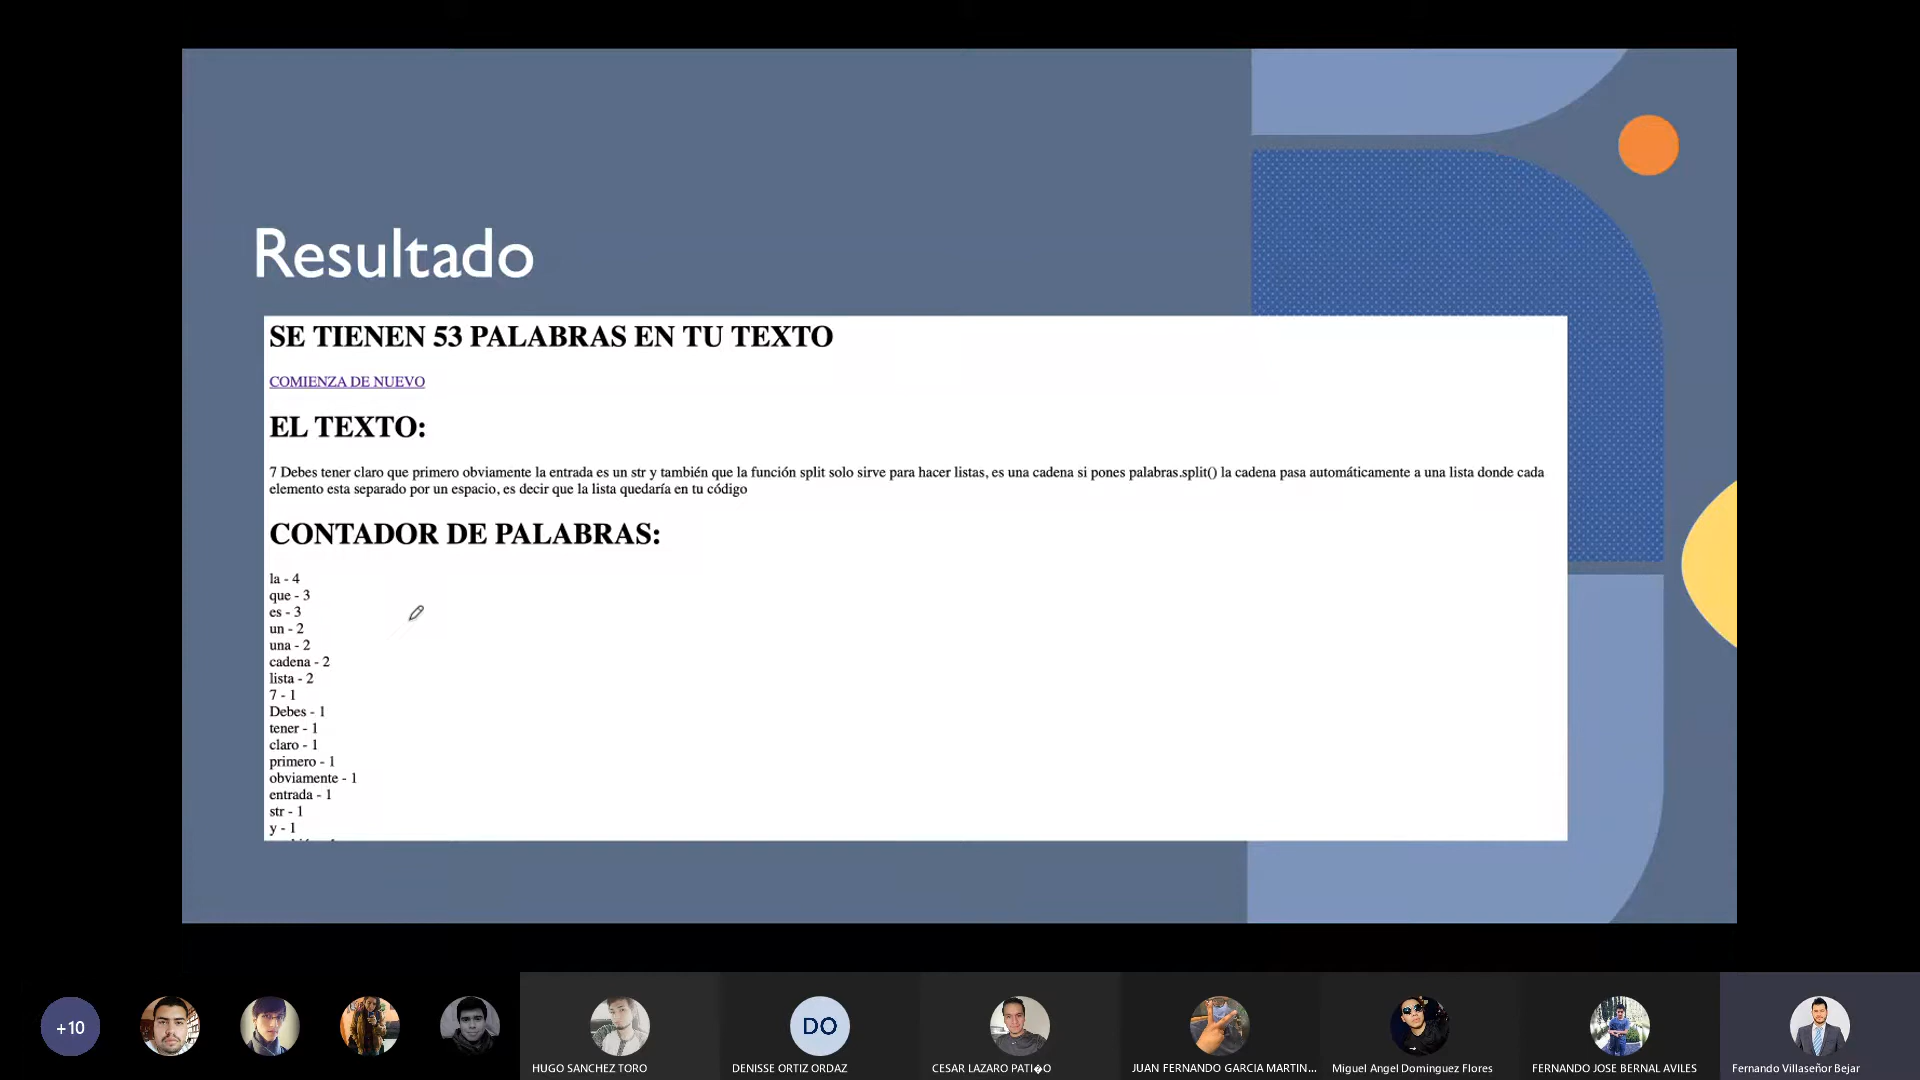 Resultado
SE TIENEN 53 PALABRAS EN TU TEXTO
COMIENZA DE NUEVO
EL TEXTO:
7 Debes tener claro que primero obviamente la entrada es un str y también que la función split solo sirve para hacer listas, es una cadena si pones palabras.split() la cadena pasa automáticamente a una lista donde cada
elemento esta separado por un espacio, es decir que la lista quedaría en tu código
CONTADOR DE PALABRAS:
la - 4
que - 3
es - 3
un - 2
una - 2
cadena - 2
lista - 2
7 - 1
Debes - 1
tener - 1
claro - 1
primero - 1
obviamente - 1
entrada - 1
str - 1
y - 1
+10
DO
HUGO SANCHEZ TORO
DENISSE ORTIZ ORDAZ
CESAR LAZARO PATI�O
JUAN FERNANDO GARCIA MARTIN...
Miguel Angel Dominguez Flores
FERNANDO JOSE BERNAL AVILES
Fernando Villaseñor Bejar